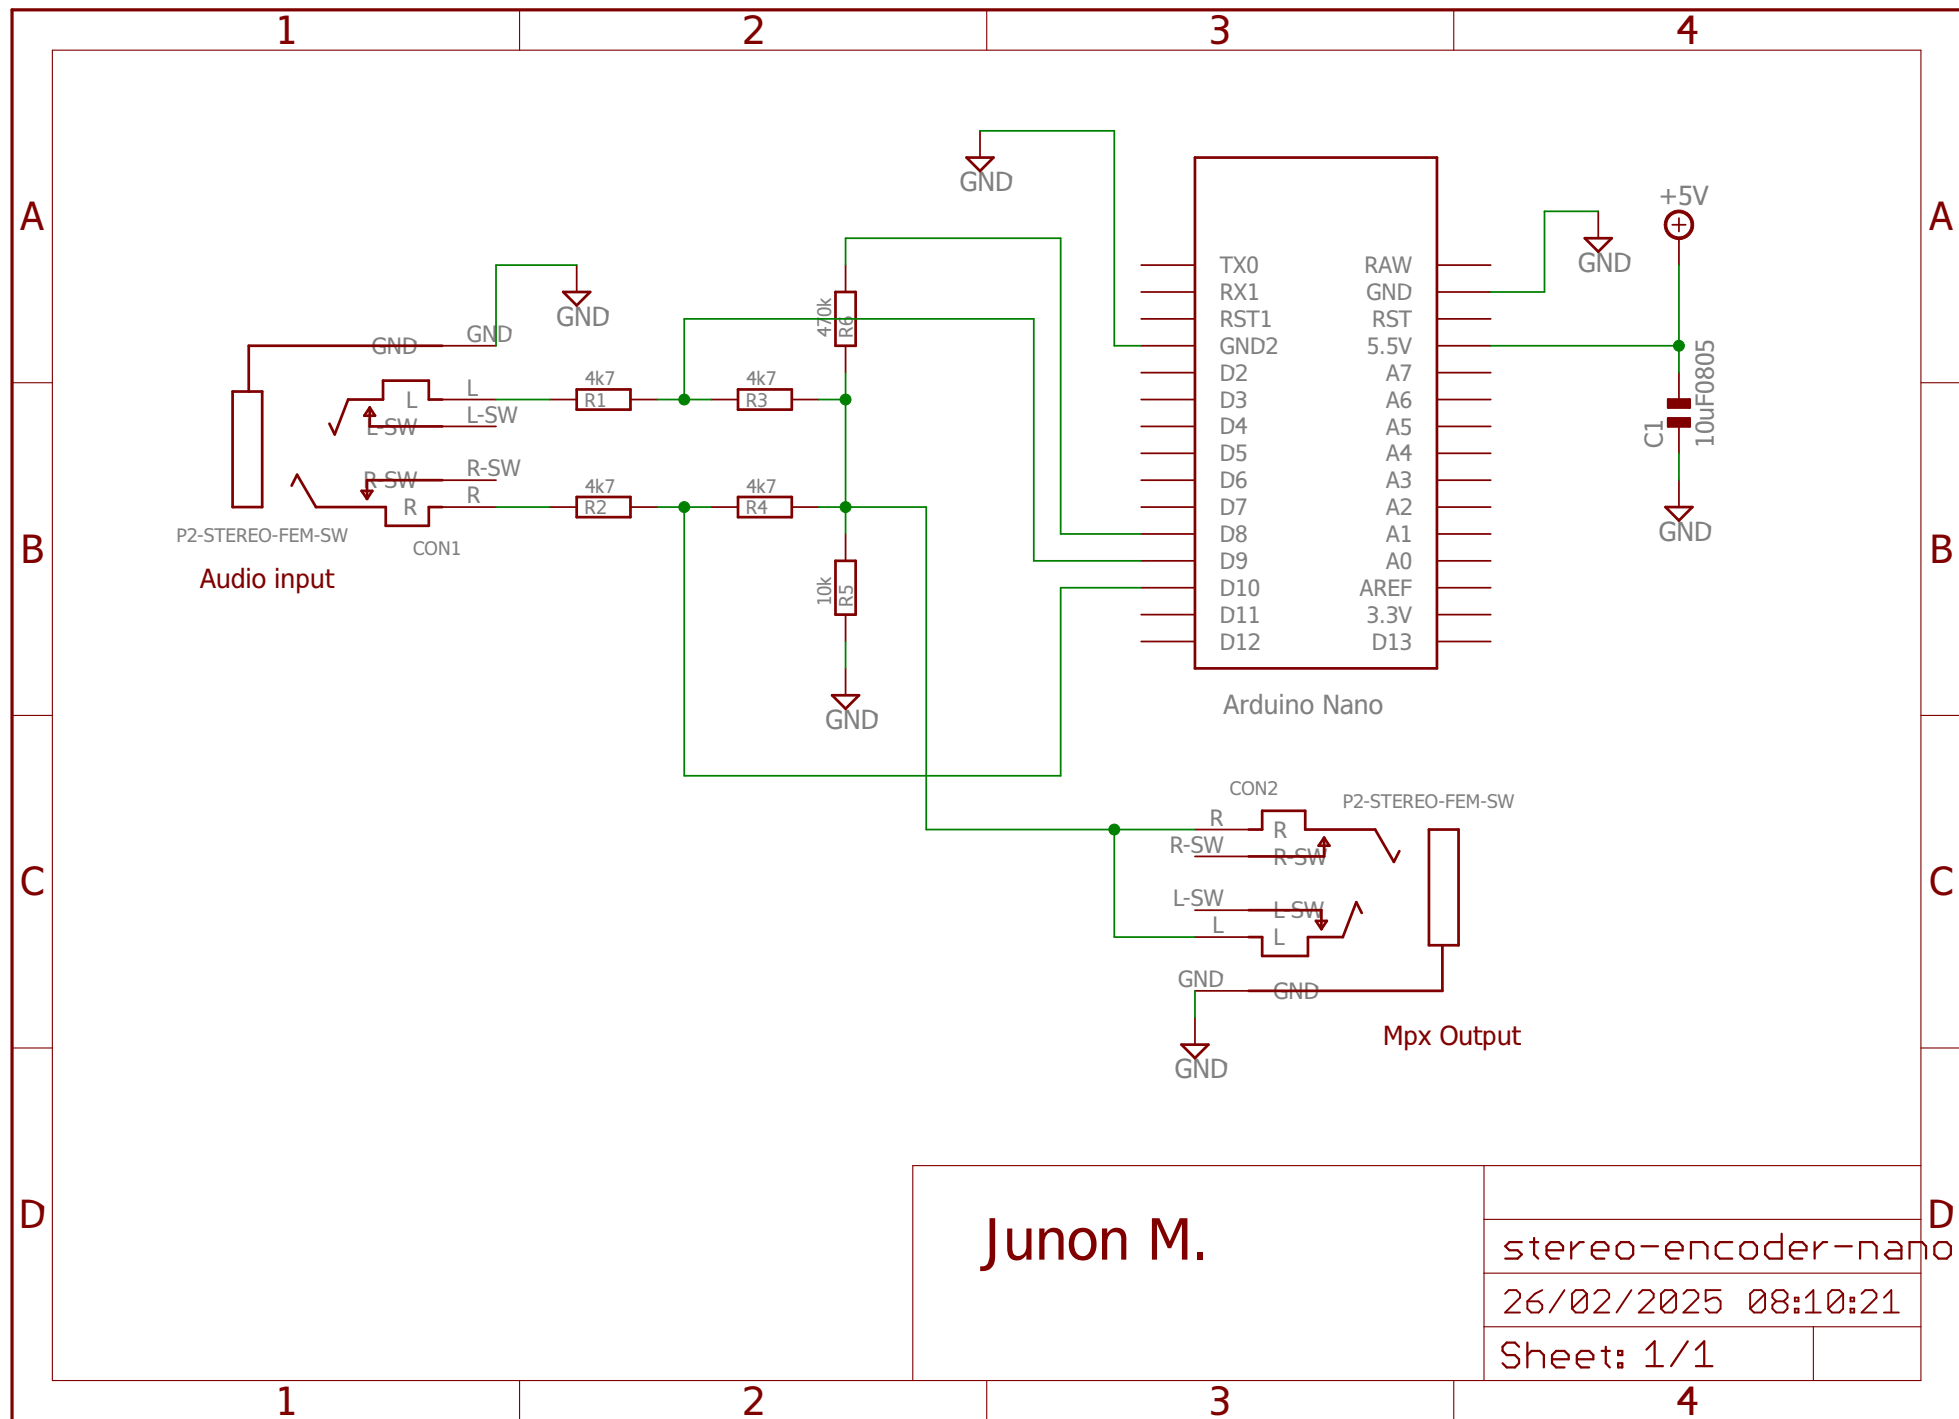 1 2 3 4
A A
B B
C C
D D
GND
+5V
GND
GND
GND
GND
470k
R6
4k7
R1
4k7
R3
L
L
L-SW
L-SW
R-SW
R-SW
R
R
4k7
R2
4k7
R4
P2-STEREO-FEM-SW
CON1
Audio input
10k
R5
GND
TX0 RAW
RX1 GND
RST1 RST
GND2 5.5V
D2 A7
D3 A6
D4 A5
D5 A4
D6 A3
D7 A2
D8 A1
D9 A0
D10 AREF
D11 3.3V
D12 D13
Arduino Nano
C1
10uF0805
GND
CON2
P2-STEREO-FEM-SW
R
R
R-SW
R-SW
L-SW
L-SW
L
L
GND
GND
Mpx Output
GND
Junon M.
stereo-encoder-nano
26/02/2025 08:10:21
Sheet: 1/1
1 2 3 4